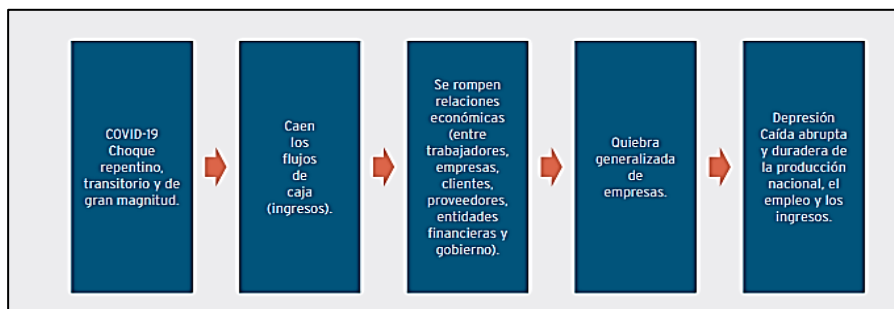 COVID-19
Choque
repentino,
transitorio y de
gran magnitud.
Caen
los
flujos
de
caja
(ingresos).
Se rompen
relaciones
económicas
(entre
trabajadores,
empresas,
clientes,
proveedores,
entidades
financieras y
gobierno).
Quiebra
generalizada
de
empresas.
Depresión
Caída abrupta
y duradera de
la producción
nacional, el
empleo y los
ingresos.